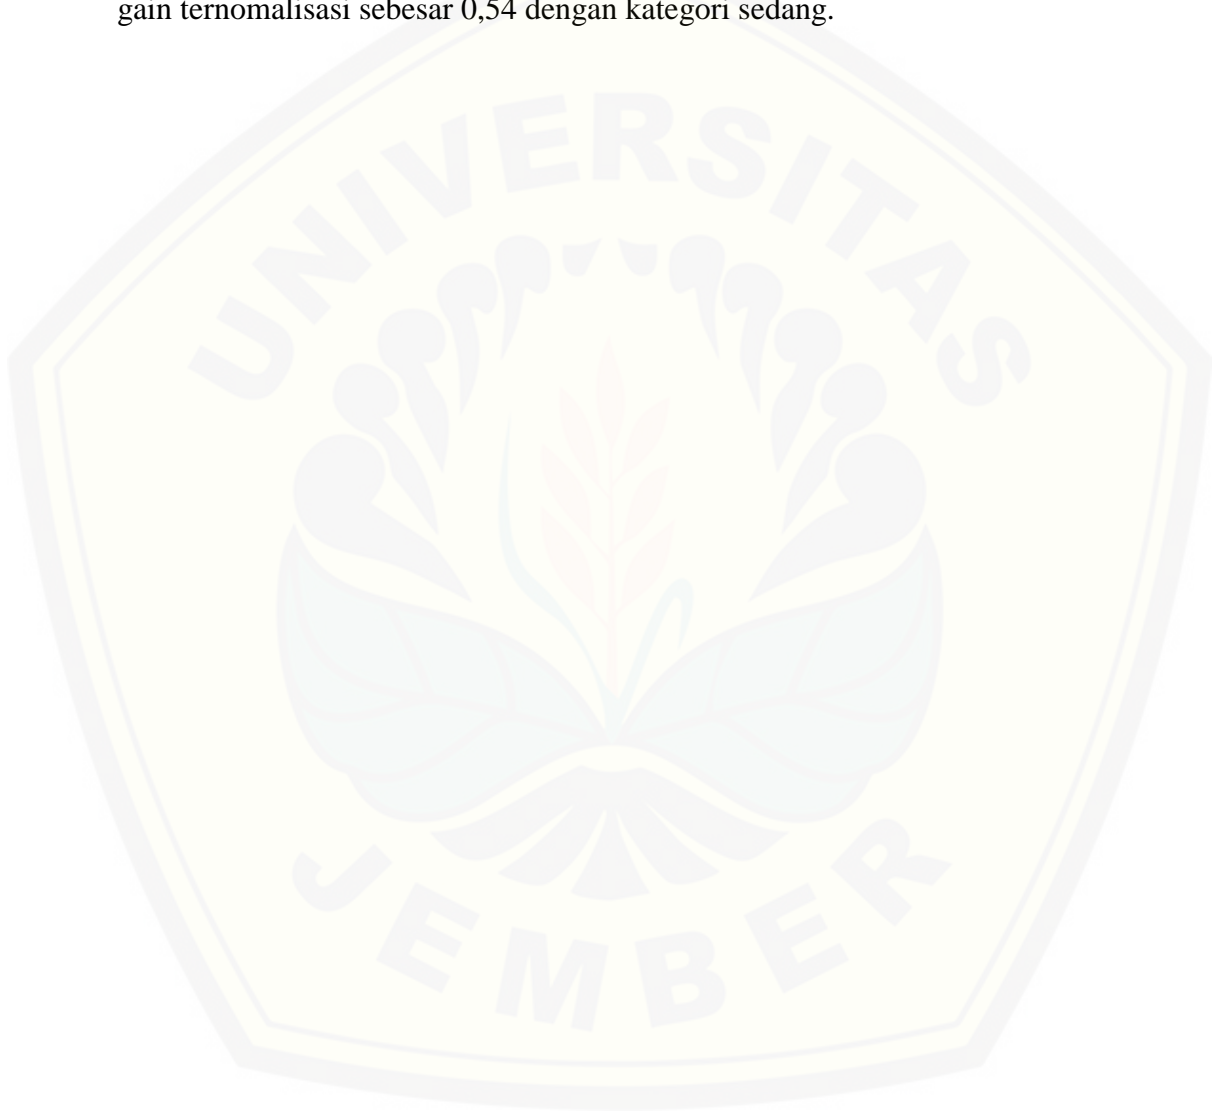 gain ternomalisasi sebesar 0,54 dengan kategori sedang.
UNIVERSITAS
JEMBER